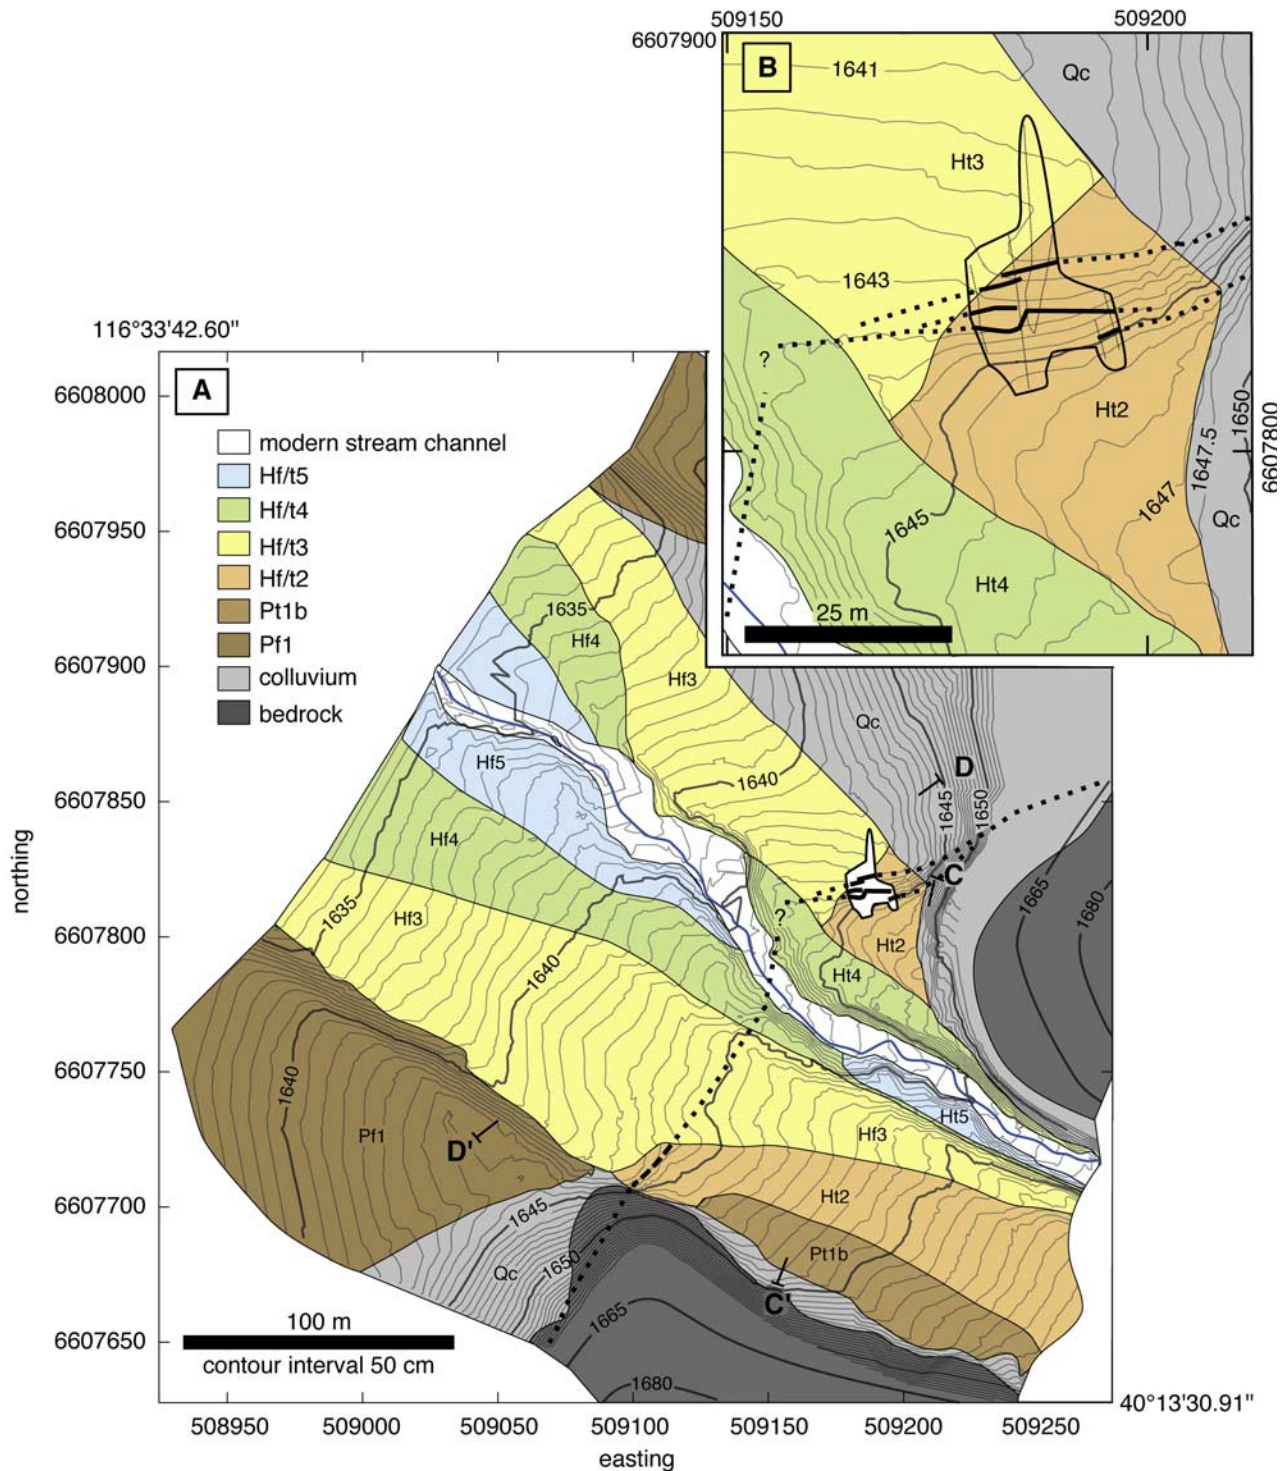 509150
509200
6607900
B
1641
Qc
Ht3
1643
?
Ht2
1650
6607800
1647.5
1647
1645
Qc
Ht4
25 m
116°33'42.60"
A
6608000
modern stream channel
Hf/t5
Hf/t4
Hf/t3
Hf/t2
Pt1b
Pf1
colluvium
bedrock
6607950
1635
Hf4
6607900
Hf3
Qc
D
Hf5
1640
1645
1650
6607850
Hf4
C
1665
1680
northing
1635
Hf3
?
Ht2
6607800
1640
Ht4
6607750
1640
Ht5
Pf1
D'
Hf3
6607700
1645
Ht2
Qc
1650
Pt1b
C'
100 m
1665
6607650
contour interval 50 cm
1680
40°13'30.91"
508950
509000
509050
509100
509150
509200
509250
easting